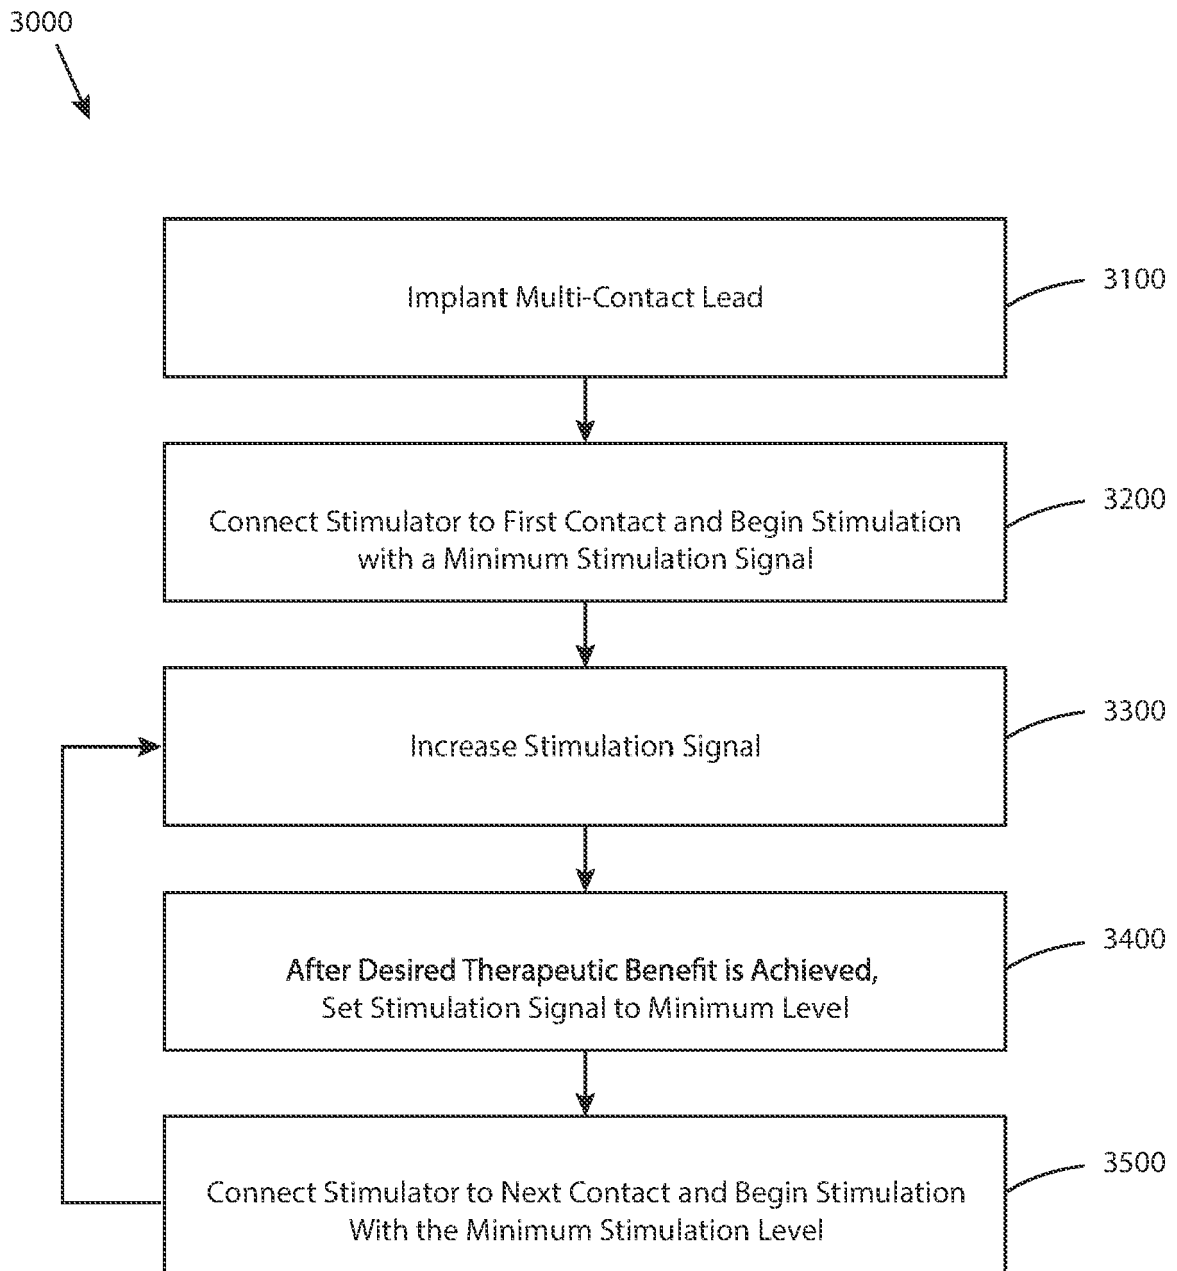 3000
Implant Multi-Contact Lead
3100
Connect Stimulator to First Contact and Begin Stimulation
with a Minimum Stimulation Signal
3200
Increase Stimulation Signal
3300
After Desired Therapeutic Benefit is Achieved,
Set Stimulation Signal to Minimum Level
3400
Connect Stimulator to Next Contact and Begin Stimulation
With the Minimum Stimulation Level
3500